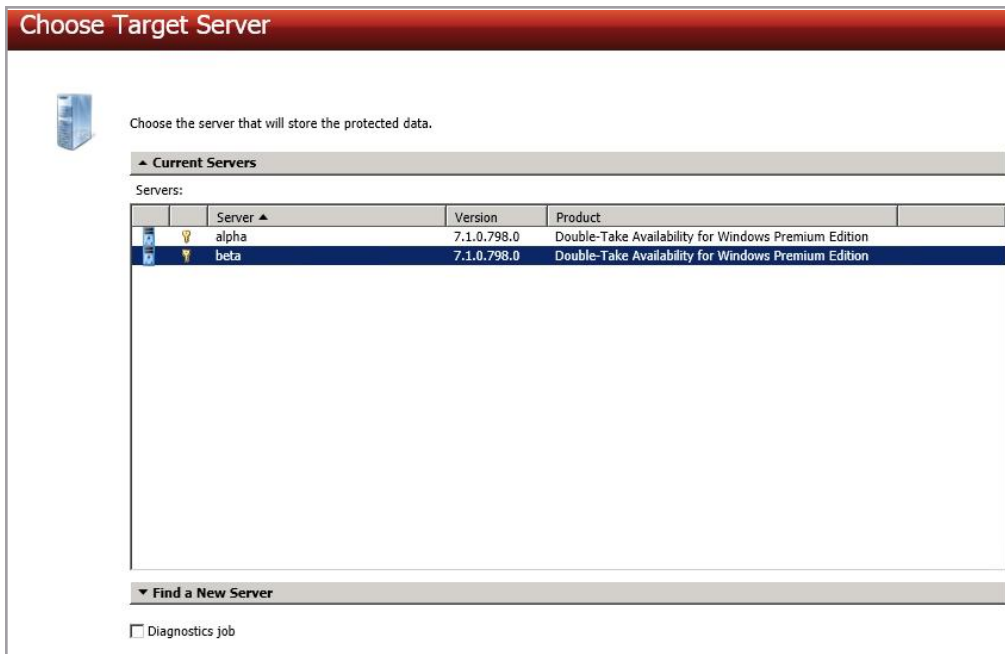 Choose Target Server
Choose the server that will store the protected data.
Current Servers
Servers:
Server Version Product
alpha 7.1.0.798.0 Double-Take Availability for Windows Premium Edition
beta 7.1.0.798.0 Double-Take Availability for Windows Premium Edition
Find a New Server
Diagnostics job